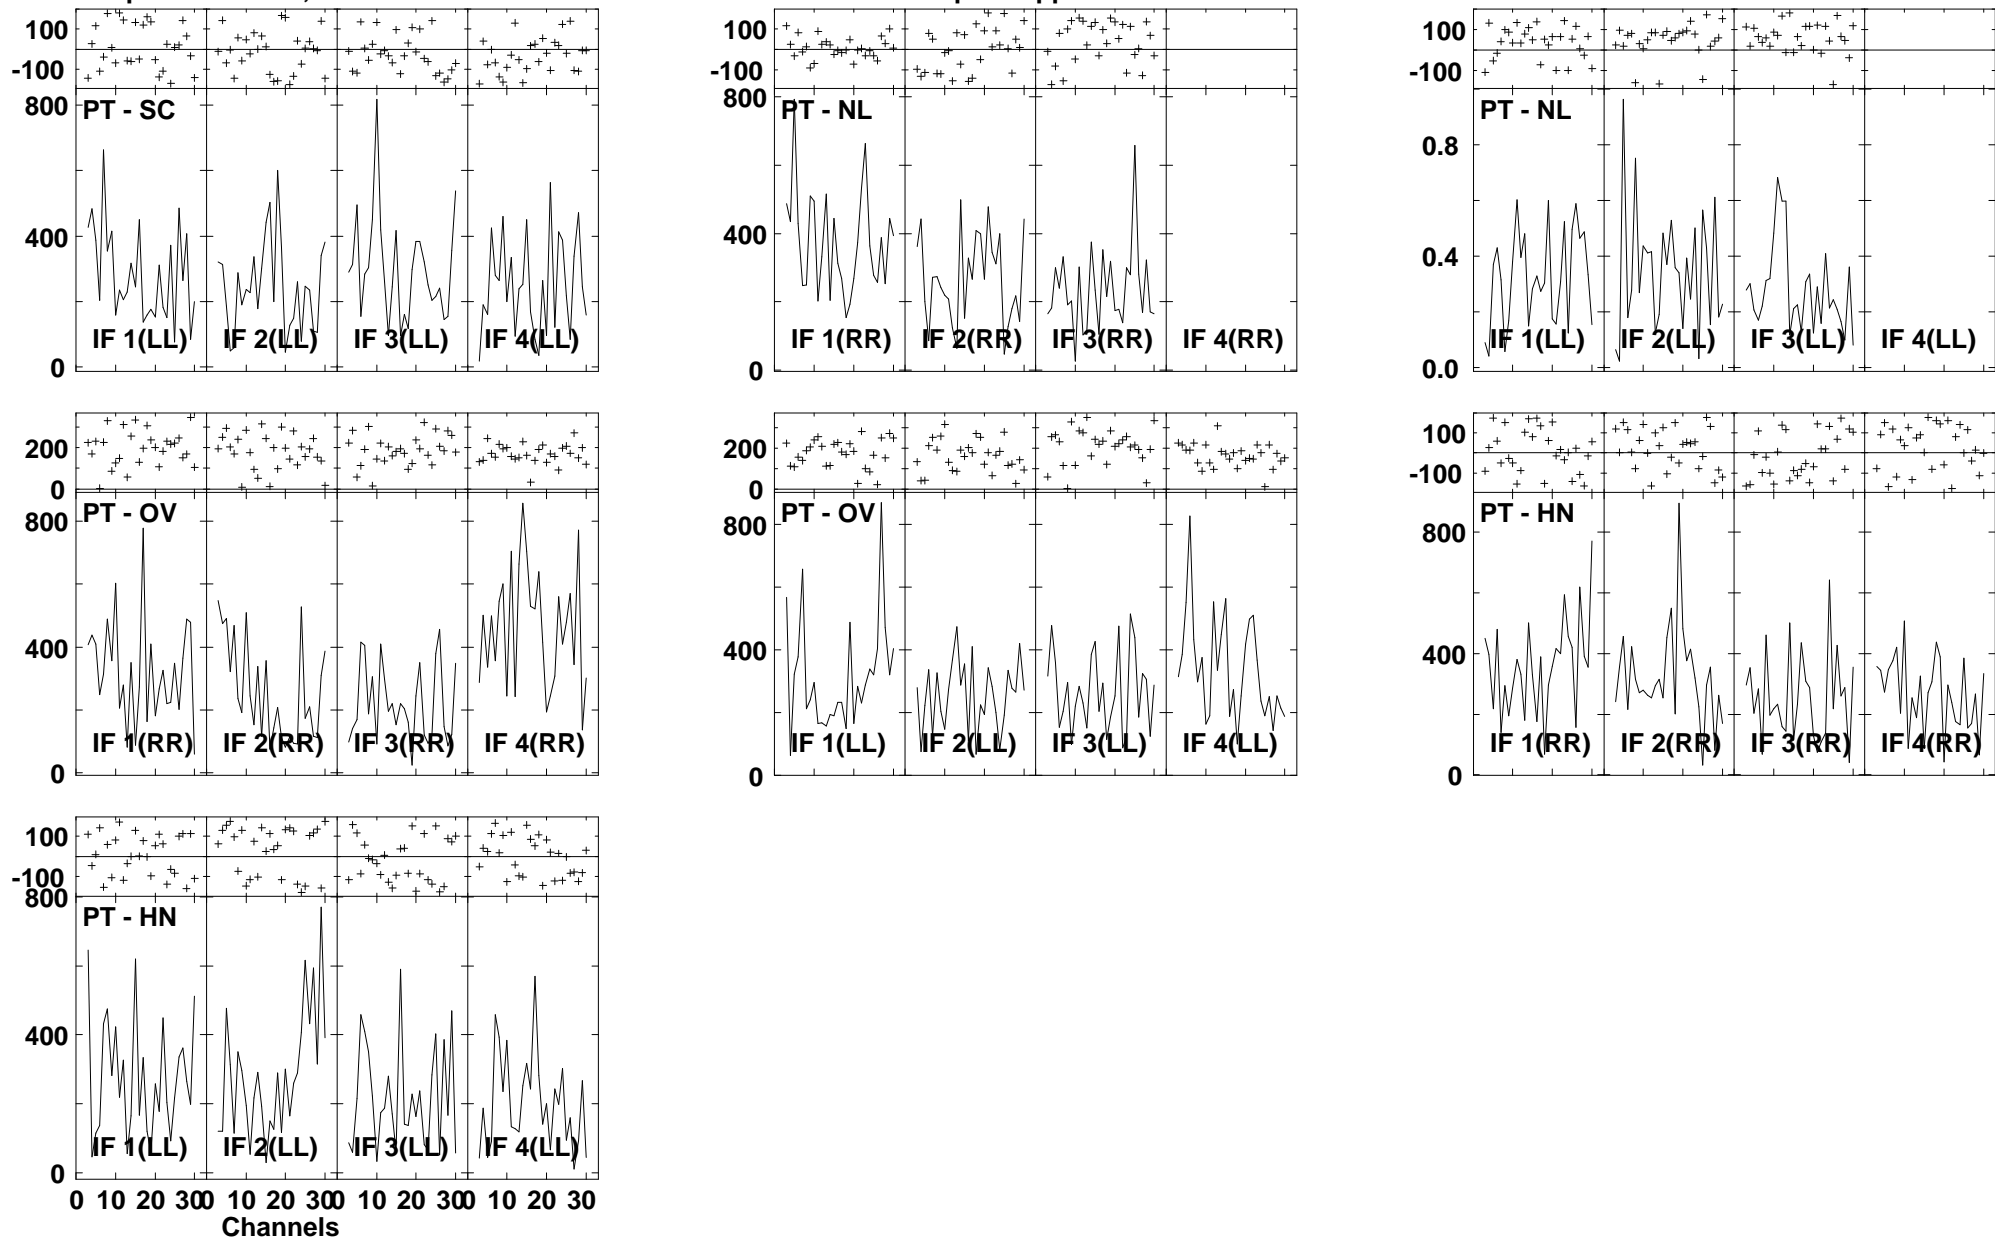 100 100 100
-100 -100 -100
800 PT - SC 800 PT - NL PT - NL
0.8
400 400 0.4
IF 1(LL) IF 2(LL) IF 3(LL) IF 4(LL) IF 1(RR) IF 2(RR) IF 3(RR) IF 4(RR) IF 1(LL) IF 2(LL) IF 3(LL) IF 4(LL)
0 0 0.0
200 200 100
0 0 -100
PT - OV PT - OV PT - HN
800 800 800
400 400 400
IF 1(RR) IF 2(RR) IF 3(RR) IF 4(RR) IF 1(LL) IF 2(LL) IF 3(LL) IF 4(LL) IF 1(RR) IF 2(RR) IF 3(RR) IF 4(RR)
0 0 0
100
-100
800
PT - HN
400
IF 1(LL) IF 2(LL) IF 3(LL) IF 4(LL)
0
0 10 20 30 0 10 20 30 0 10 20 30 0 10 20 30
Channels